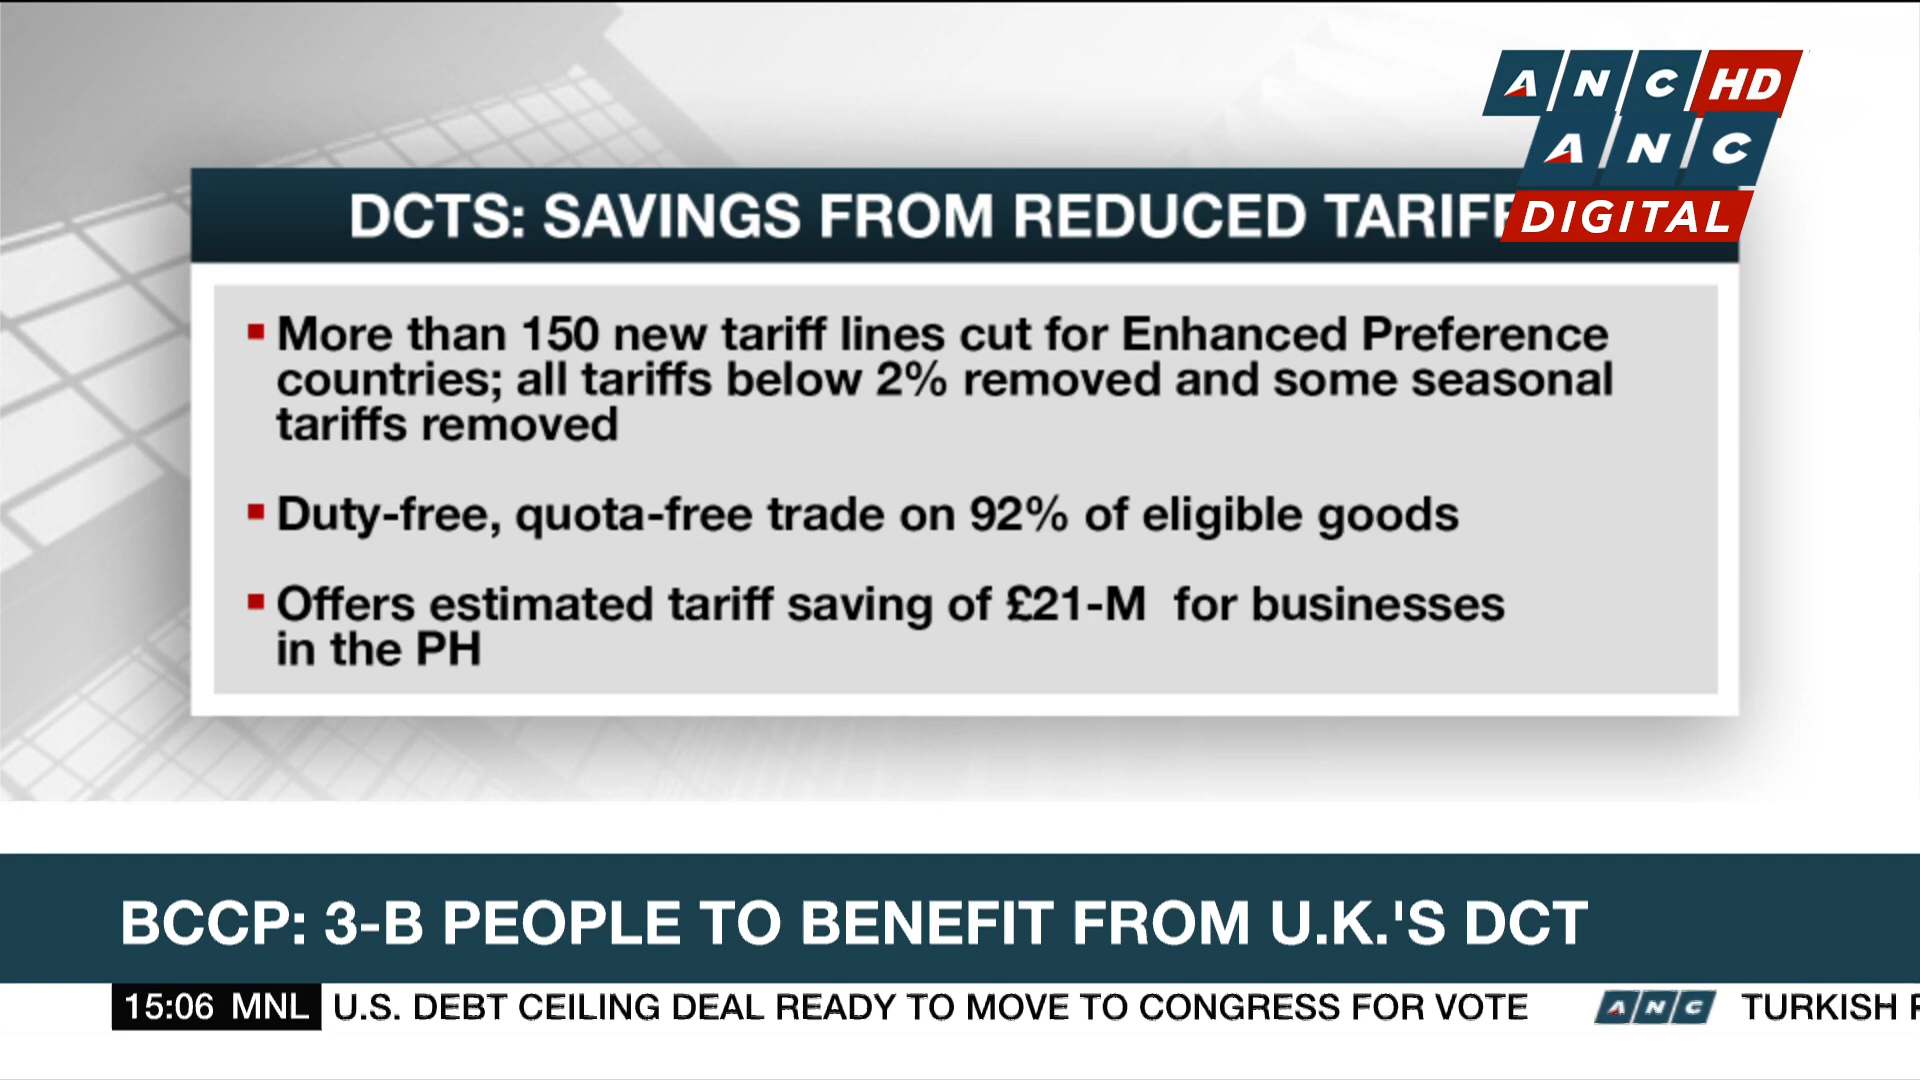 ANC HD
ANC
DIGITAL
DCTS: SAVINGS FROM REDUCED TARIFF
More than 150 new tariff lines cut for Enhanced Preference
countries; all tariffs below 2% removed and some seasonal
tariffs removed
Duty-free, quota-free trade on 92% of eligible goods
Offers estimated tariff saving of £21-M for businesses
in the PH
BCCP: 3-B PEOPLE TO BENEFIT FROM U.K.'S DCT
15:06 MNL U.S. DEBT CEILING DEAL READY TO MOVE TO CONGRESS FOR VOTE ANC TURKISH